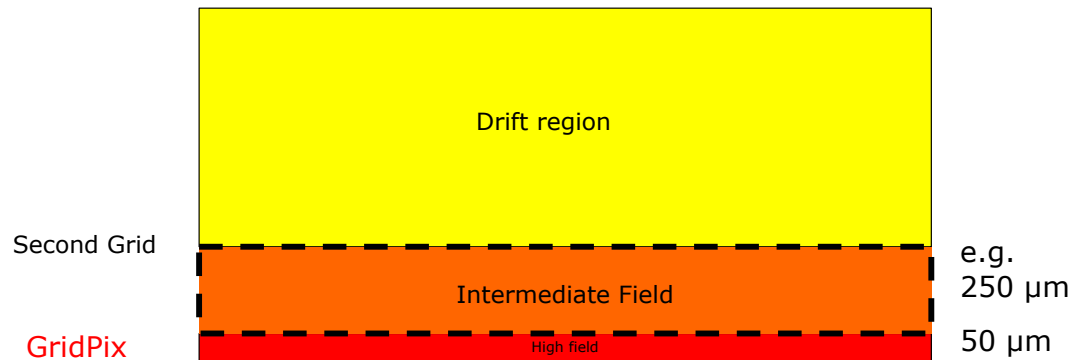 Drift region
Second Grid
e.g.
250 μm
Intermediate Field
GridPix
High field
50 μm